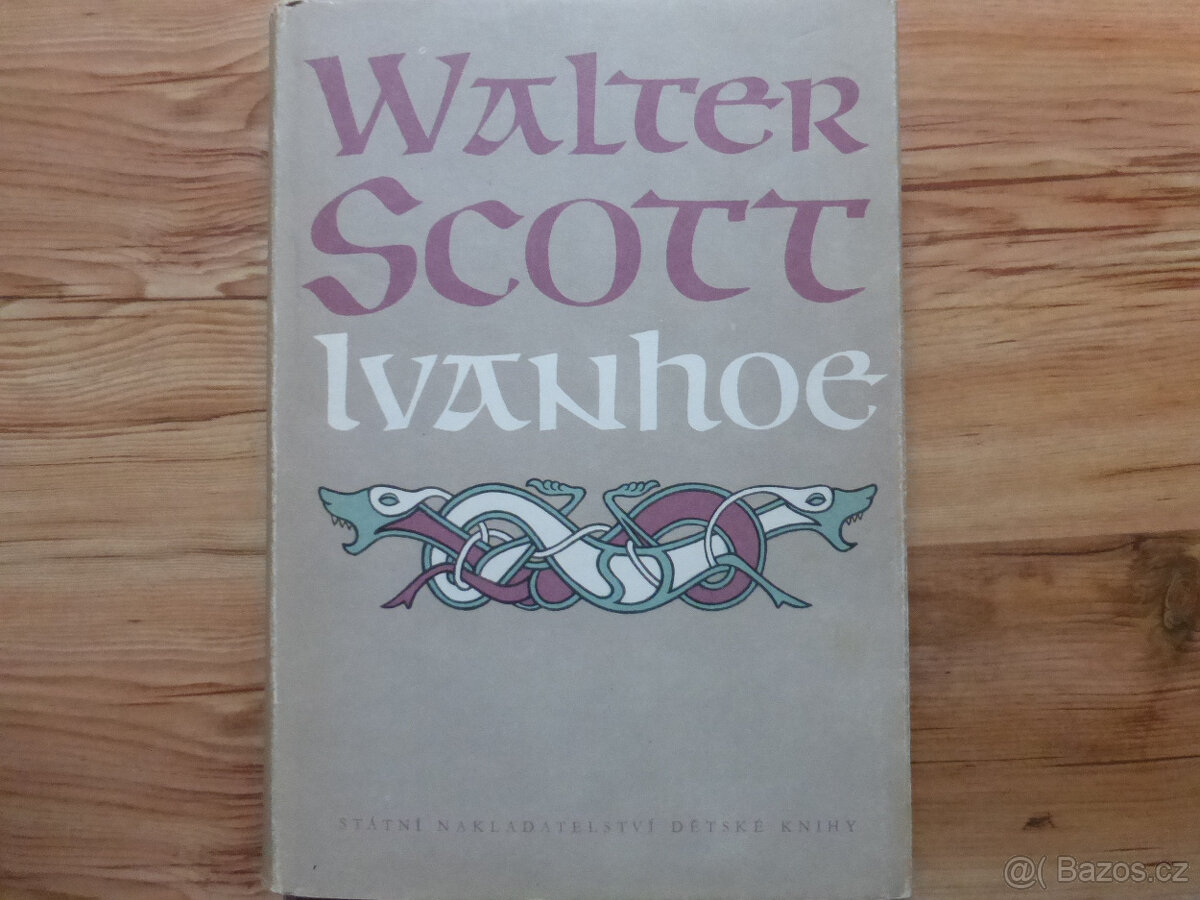 Walter
Scott
Ivanhoe
STÁTNÍ NAKLADATELSTVÍ DĚTSKÉ KNIHY
@( Bazos.cz